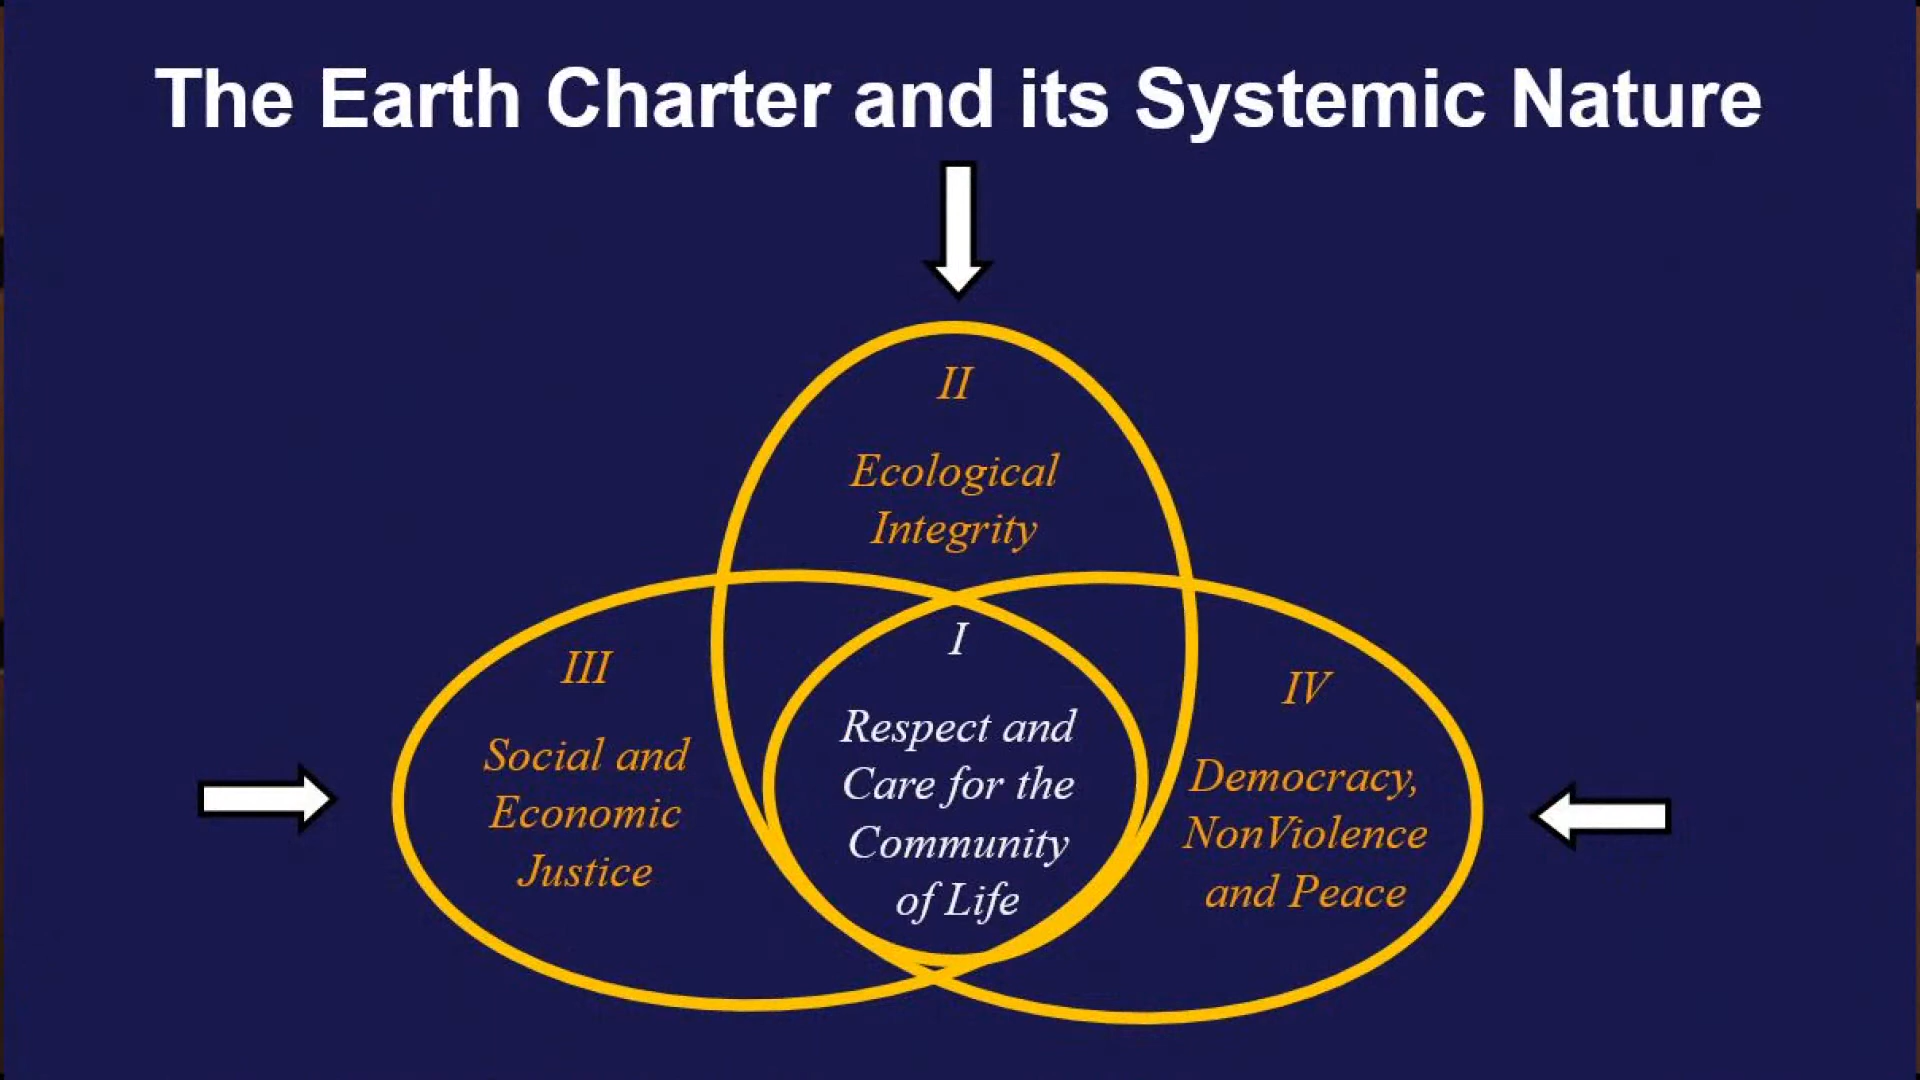 The Earth Charter and its Systemic Nature
II
Ecological
Integrity
I
Respect and
Care for the
Community
of Life
III
Social and
Economic
Justice
IV
Democracy,
NonViolence
and Peace